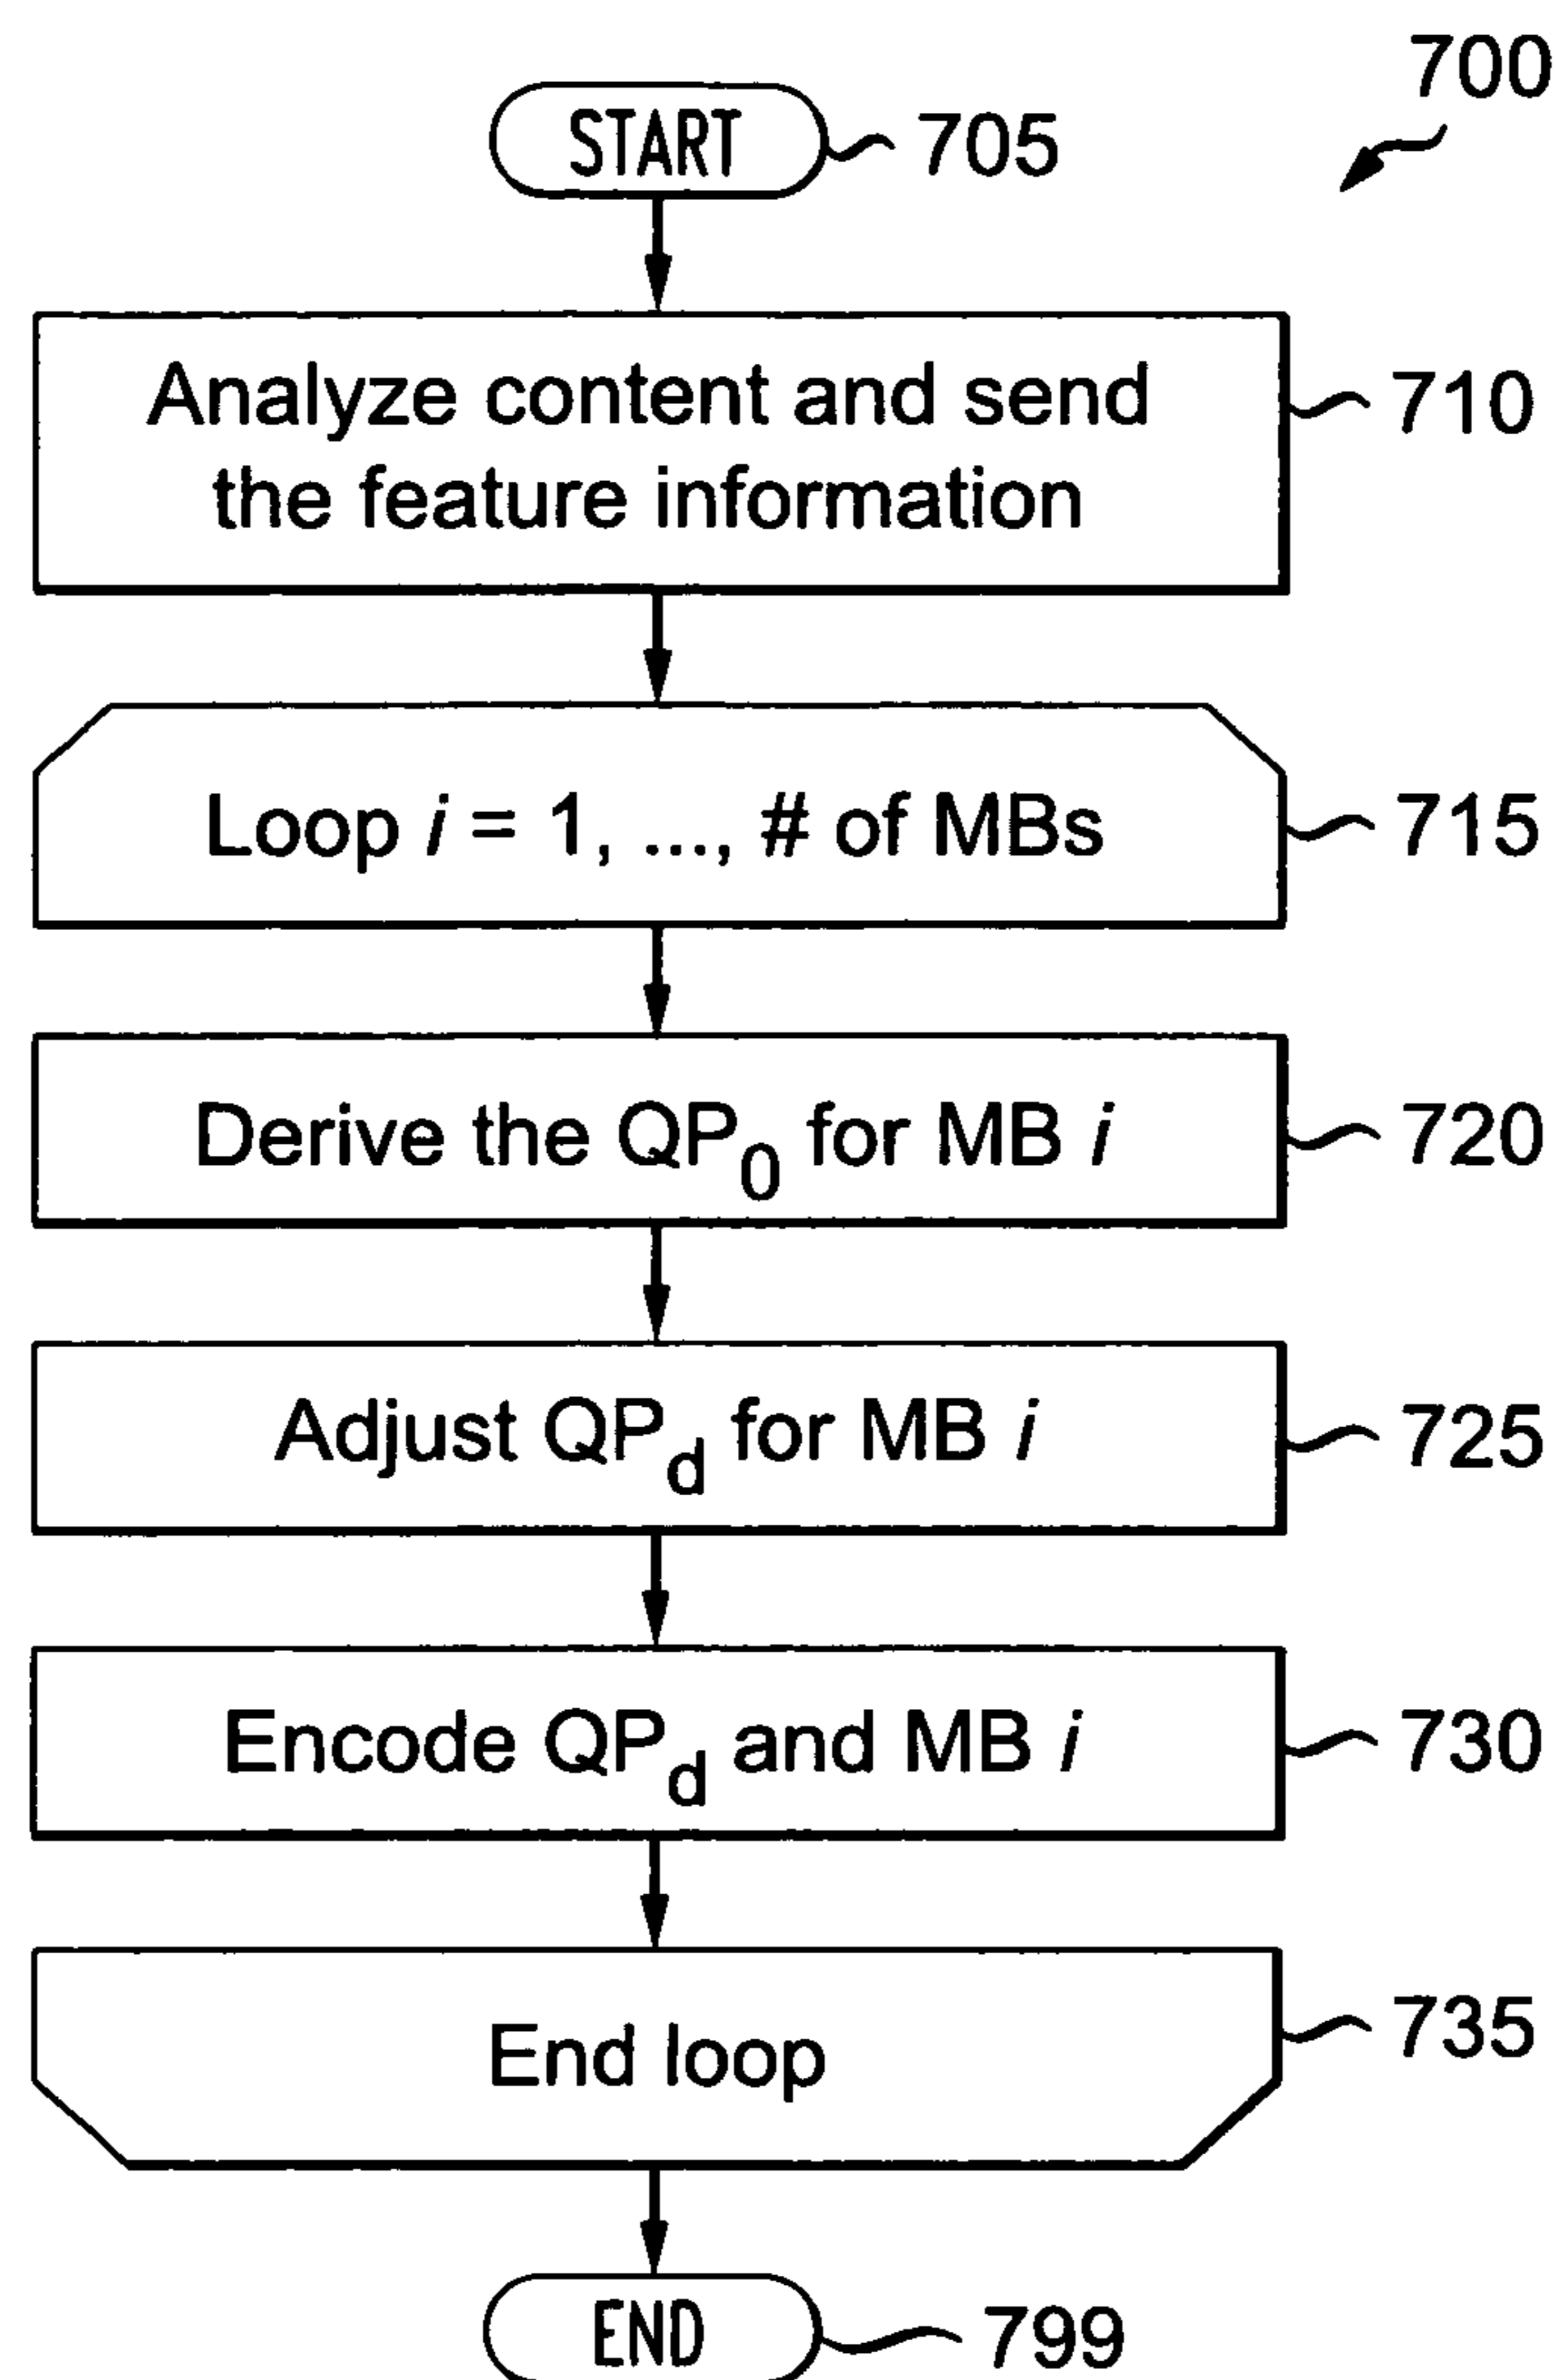 700
START 705
Analyze content and send
the feature information
710
Loop i = 1, ..., # of MBs 715
Derive the QP0 for MB i 720
Adjust QPd for MB i 725
Encode QPd and MB i 730
End loop 735
END 799